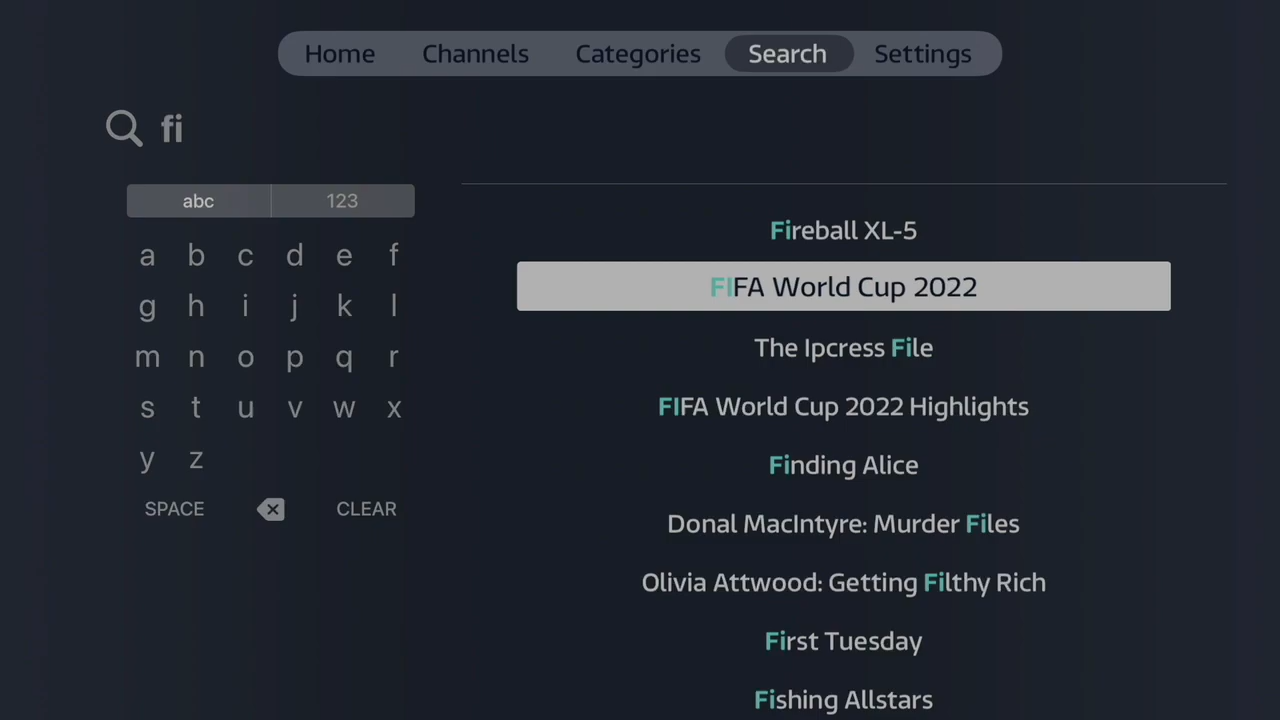 Home Channels Categories Search Settings
fi
abc 123
a b c d e f
g h i j k l
m n o p q r
s t u v w x
y z
SPACE CLEAR
Fireball XL-5
FIFA World Cup 2022
The Ipcress File
FIFA World Cup 2022 Highlights
Finding Alice
Donal MacIntyre: Murder Files
Olivia Attwood: Getting Filthy Rich
First Tuesday
Fishing Allstars